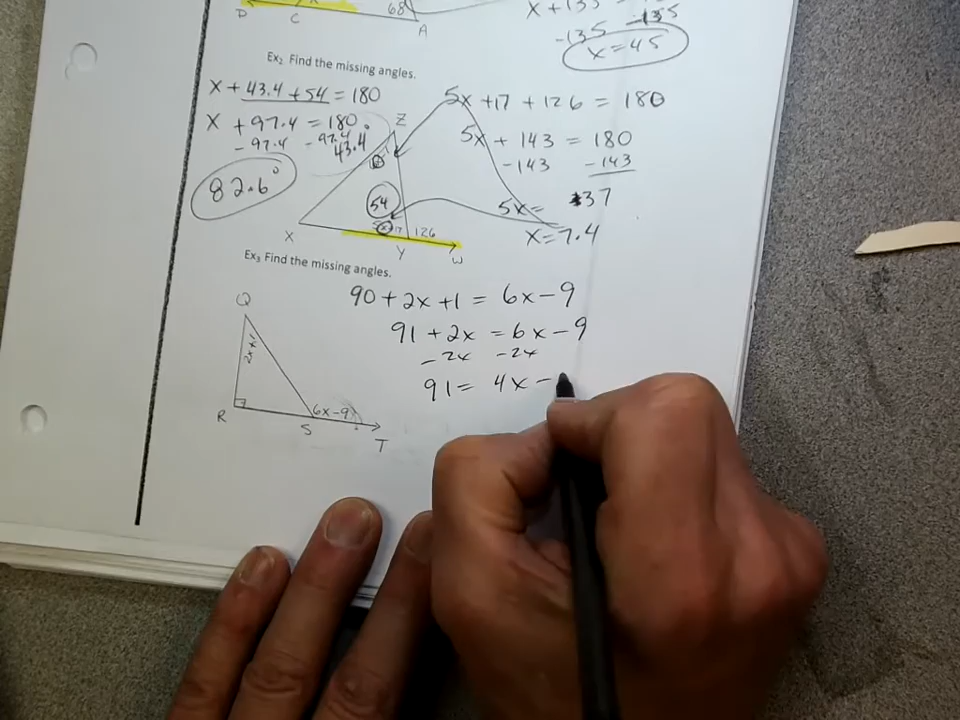 D C 68 A
x + 135
-135 -135
x = 45
Ex2 Find the missing angles.
x + 43.4 + 54 = 180
x + 97.4 = 180
-97.4 -97.4
82.6°
43.4°
Z
54
17 126
X Y W
5x + 17 + 126 = 180
5x + 143 = 180
-143 -143
5x = 37
x = 7.4
Ex3 Find the missing angles.
Q
R S T
6x-9
90 + 2x + 1 = 6x - 9
91 + 2x = 6x - 9
-2x -2x
91 = 4x -